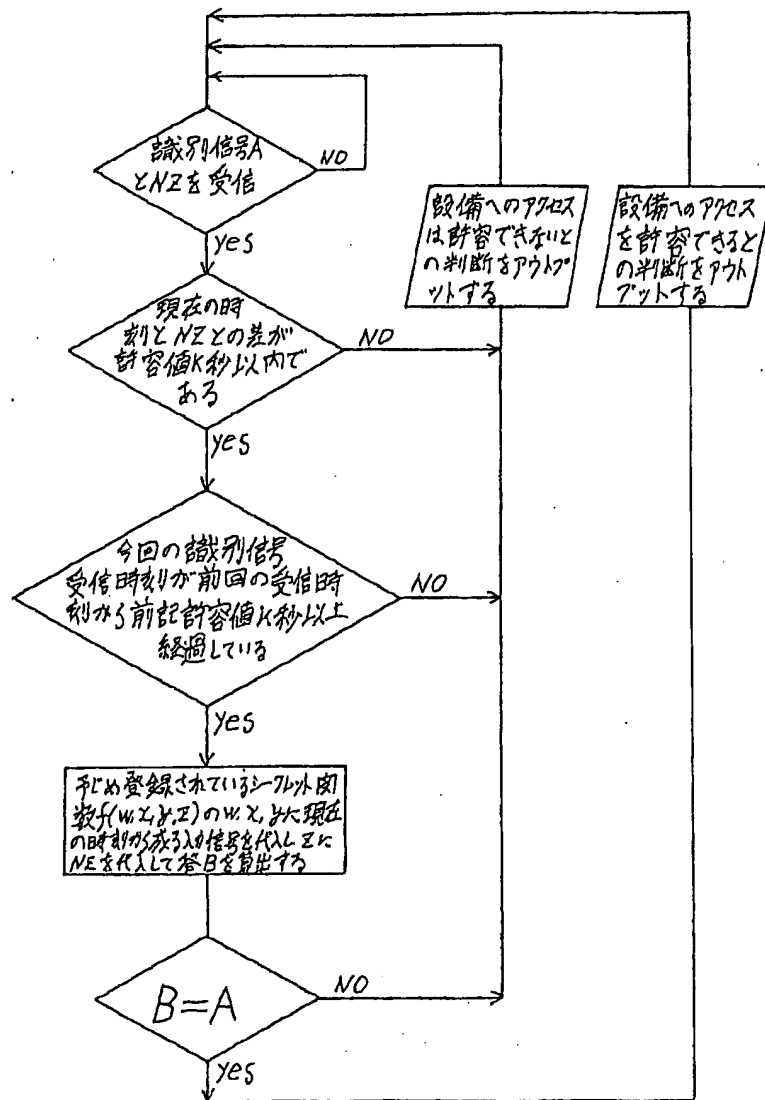 識別信号A
とNZを受信
NO
yes
設備へのアクセス
は許容できないと
の判断をアウトプ
ットする
設備へのアクセス
を許容できると
の判断をアウト
プットする
現在の時
刻とNZとの差が
許容値K秒以内で
ある
NO
yes
今回の識別信号
受信時刻が前回の受信時
刻から前記許容値K秒以上
経過している
NO
yes
予じめ登録されているシークレット関
数f(w,x,y,z)のw,x,yに現在
の時刻から成る入力信号を代入しzに
NZを代入して答Bを算出する
B=A
NO
yes